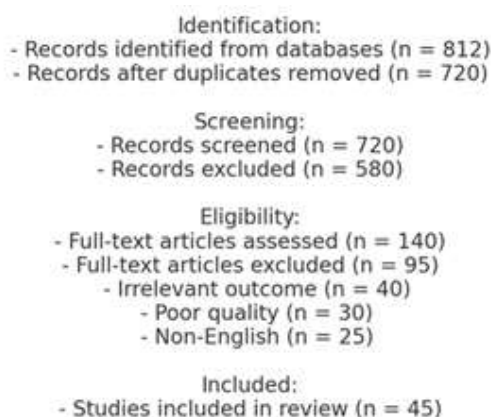 Identification:
- Records identified from databases (n = 812)
- Records after duplicates removed (n = 720)
Screening:
- Records screened (n = 720)
- Records excluded (n = 580)
Eligibility:
- Full-text articles assessed (n = 140)
- Full-text articles excluded (n = 95)
- Irrelevant outcome (n = 40)
- Poor quality (n = 30)
- Non-English (n = 25)
Included:
- Studies included in review (n = 45)